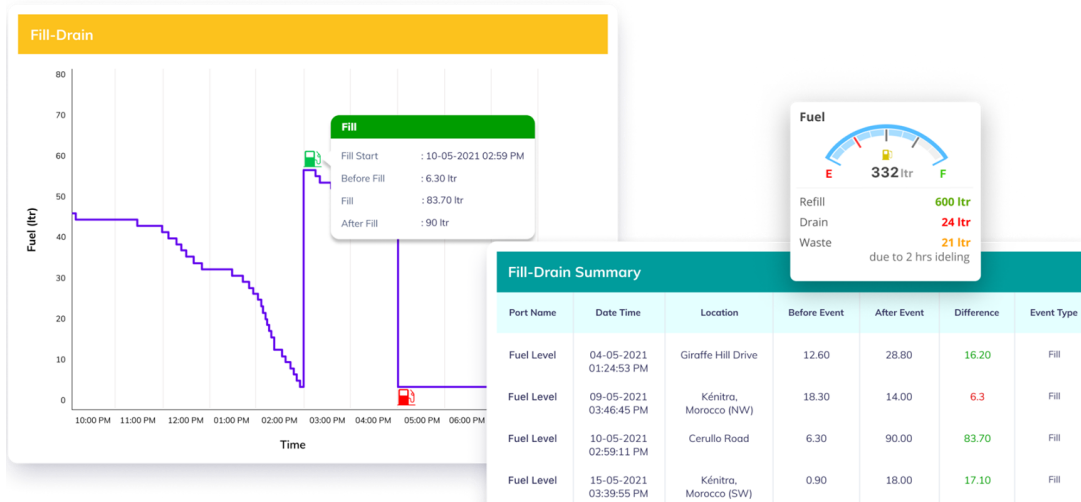 Fill-Drain
80
70
60
50
40
30
20
10
0
Fuel (ltr)
10:00 PM 11:00 PM 12:00 PM 01:00 PM 02:00 PM 03:00 PM 04:00 PM 05:00 PM 06:00 PM
Time
Fill
Fill Start : 10-05-2021 02:59 PM
Before Fill : 6.30 ltr
Fill : 83.70 ltr
After Fill : 90 ltr
Fuel
E 332 ltr F
Refill 600 ltr
Drain 24 ltr
Waste 21 ltr
due to 2 hrs ideling
Fill-Drain Summary
Port Name Date Time Location Before Event After Event Difference Event Type
Fuel Level 04-05-2021 Giraffe Hill Drive 12.60 28.80 16.20 Fill
01:24:53 PM
Fuel Level 09-05-2021 Kénitra, 18.30 14.00 6.3 Fill
03:46:45 PM Morocco (NW)
Fuel Level 10-05-2021 Cerullo Road 6.30 90.00 83.70 Fill
02:59:11 PM
Fuel Level 15-05-2021 Kénitra, 0.90 18.00 17.10 Fill
03:39:55 PM Morocco (SW)